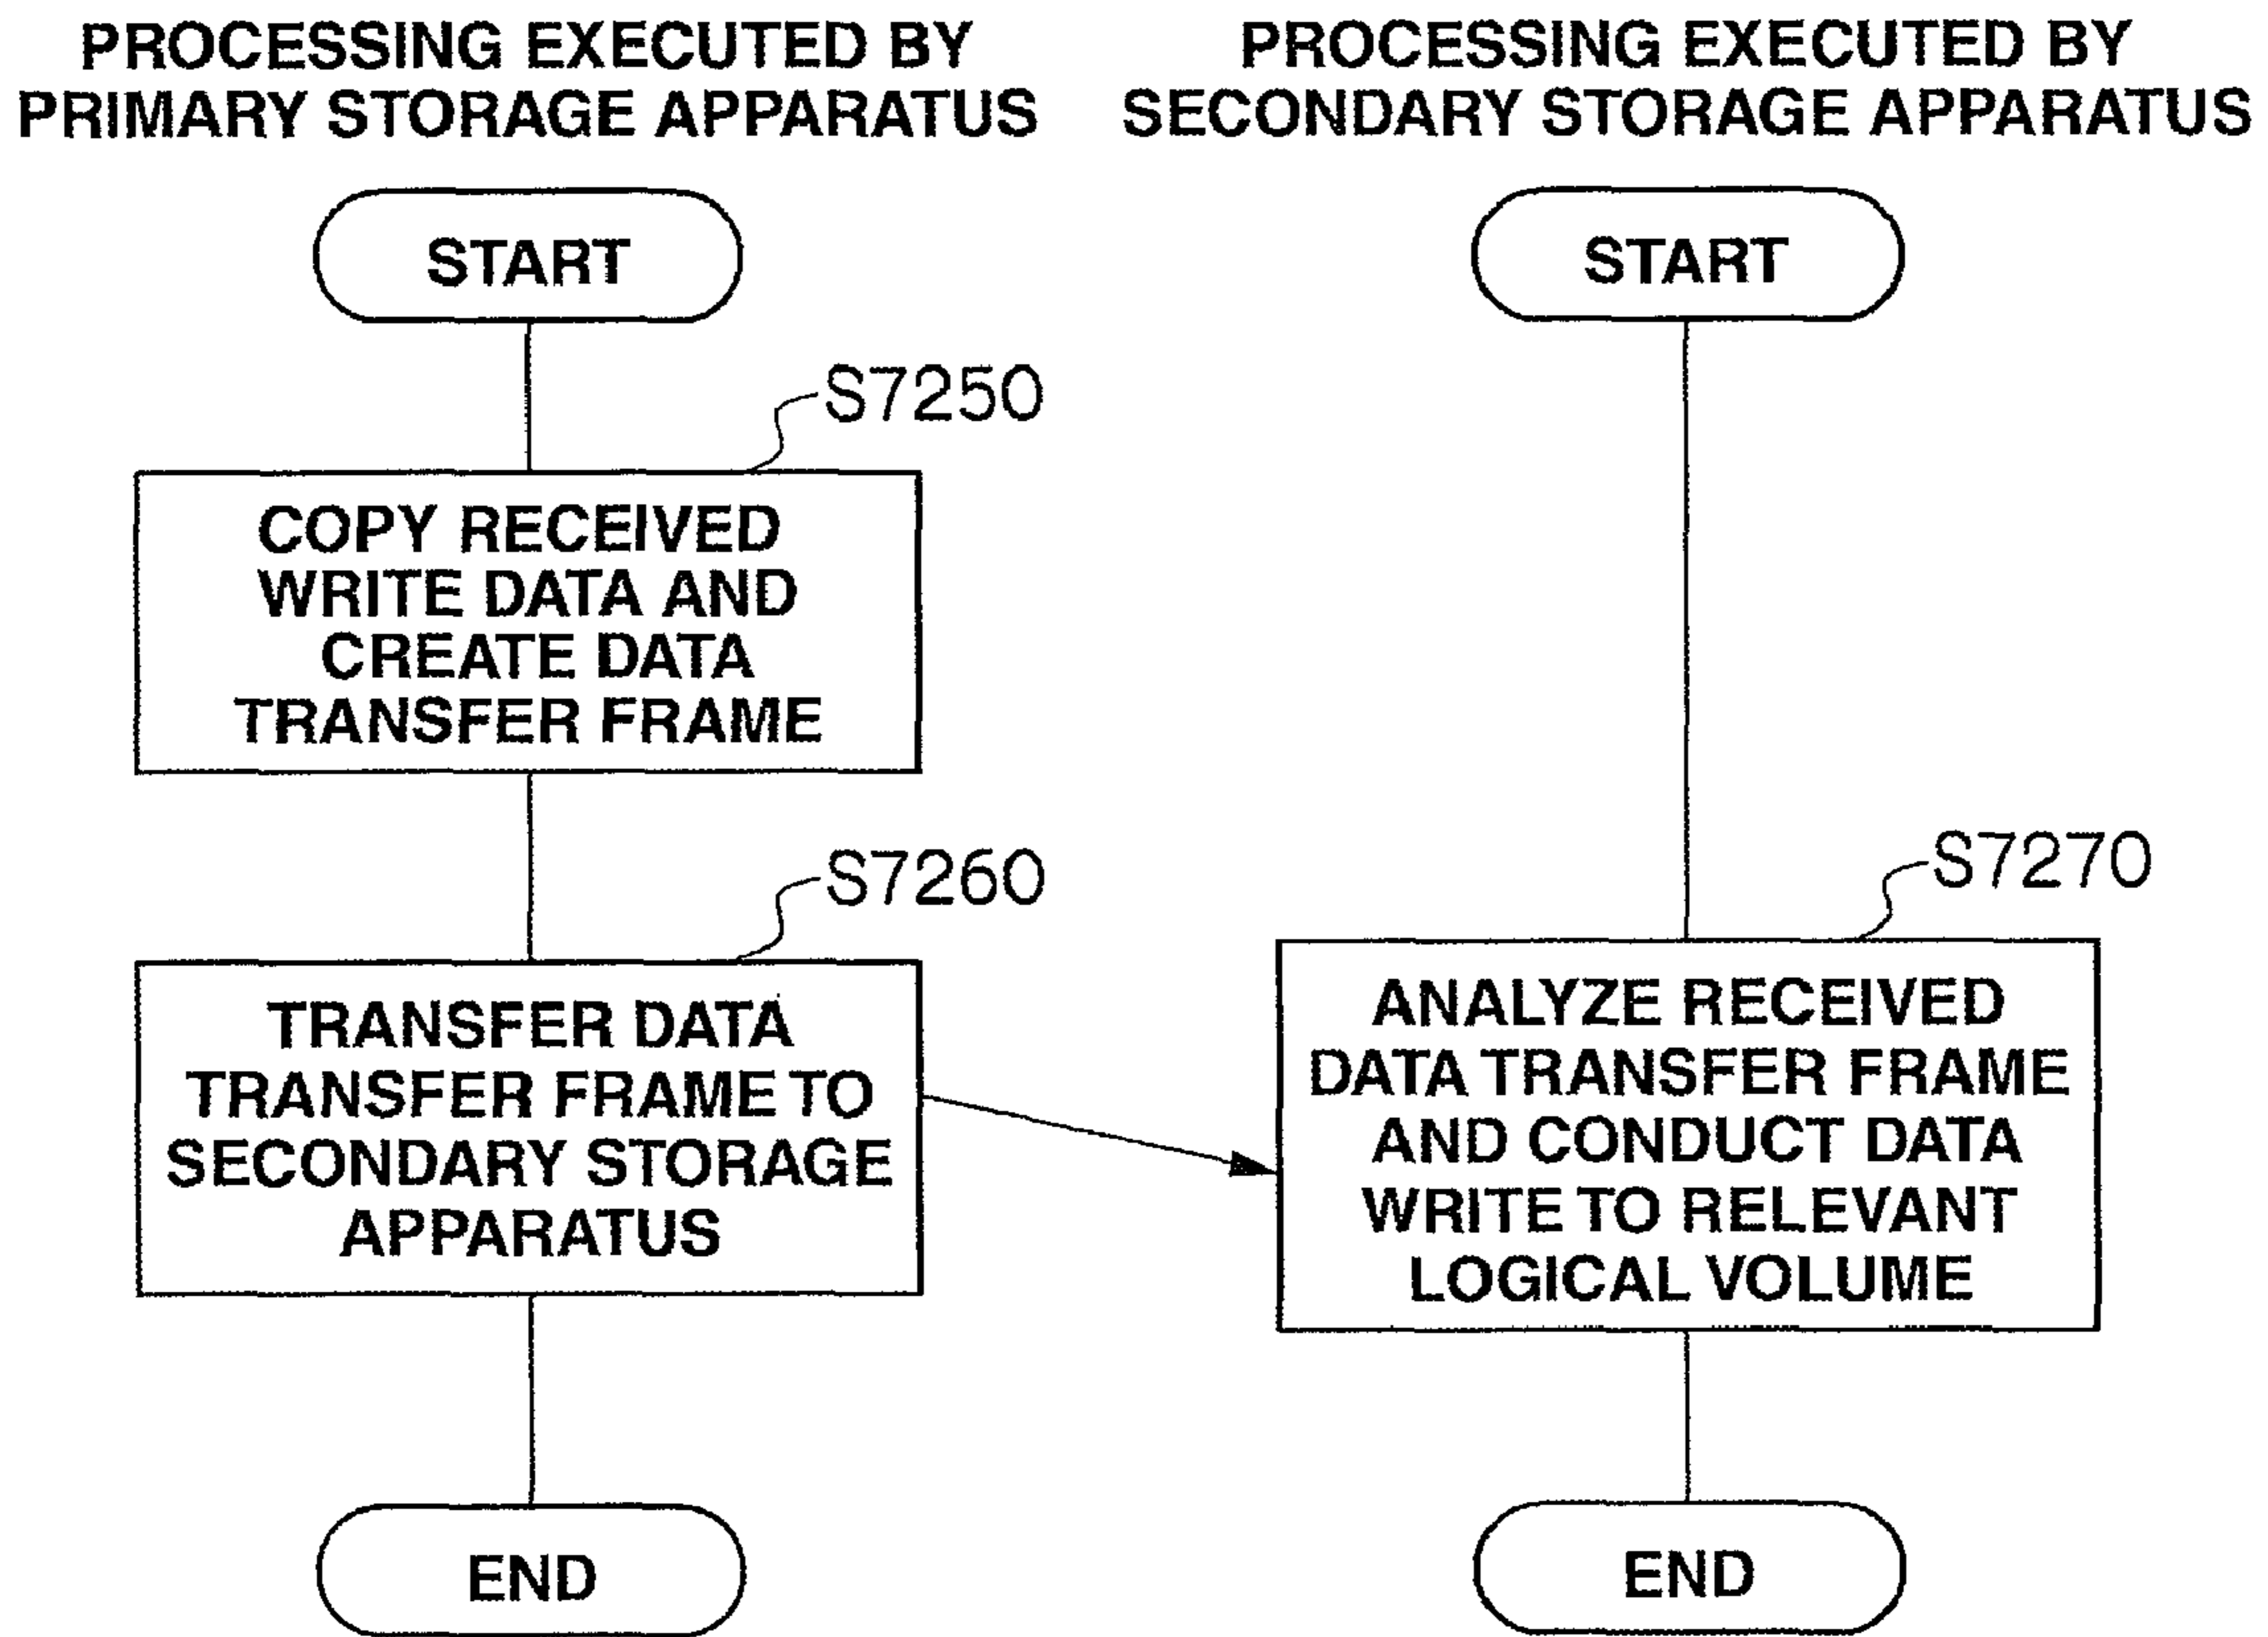 PROCESSING EXECUTED BY
PRIMARY STORAGE APPARATUS
START
S7250
COPY RECEIVED
WRITE DATA AND
CREATE DATA
TRANSFER FRAME
S7260
TRANSFER DATA
TRANSFER FRAME TO
SECONDARY STORAGE
APPARATUS
END
PROCESSING EXECUTED BY
SECONDARY STORAGE APPARATUS
START
S7270
ANALYZE RECEIVED
DATA TRANSFER FRAME
AND CONDUCT DATA
WRITE TO RELEVANT
LOGICAL VOLUME
END